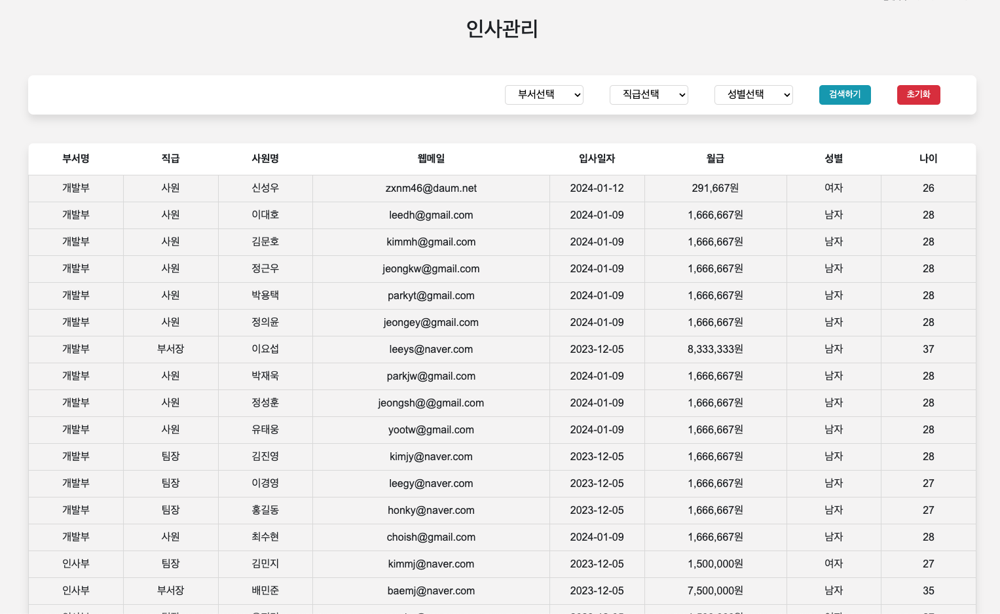 인사관리
부서선택 직급선택 성별선택 검색하기 초기화
부서명 직급 사원명 웹메일 입사일자 월급 성별 나이
개발부 사원 신성우 zxnm46@daum.net 2024-01-12 291,667원 여자 26
개발부 사원 이대호 leedh@gmail.com 2024-01-09 1,666,667원 남자 28
개발부 사원 김문호 kimmh@gmail.com 2024-01-09 1,666,667원 남자 28
개발부 사원 정근우 jeongkw@gmail.com 2024-01-09 1,666,667원 남자 28
개발부 사원 박용택 parkyt@gmail.com 2024-01-09 1,666,667원 남자 28
개발부 사원 정의윤 jeongey@gmail.com 2024-01-09 1,666,667원 남자 28
개발부 부서장 이요섭 leeys@naver.com 2023-12-05 8,333,333원 남자 37
개발부 사원 박재욱 parkjw@gmail.com 2024-01-09 1,666,667원 남자 28
개발부 사원 정성훈 jeongsh@@gmail.com 2024-01-09 1,666,667원 남자 28
개발부 사원 유태웅 yootw@gmail.com 2024-01-09 1,666,667원 남자 28
개발부 팀장 김진영 kimjy@naver.com 2023-12-05 1,666,667원 남자 28
개발부 팀장 이경영 leegy@naver.com 2023-12-05 1,666,667원 남자 27
개발부 팀장 홍길동 honky@naver.com 2023-12-05 1,666,667원 남자 27
개발부 사원 최수현 choish@gmail.com 2024-01-09 1,666,667원 남자 28
인사부 팀장 김민지 kimmj@naver.com 2023-12-05 1,500,000원 여자 27
인사부 부서장 배민준 baemj@naver.com 2023-12-05 7,500,000원 남자 35